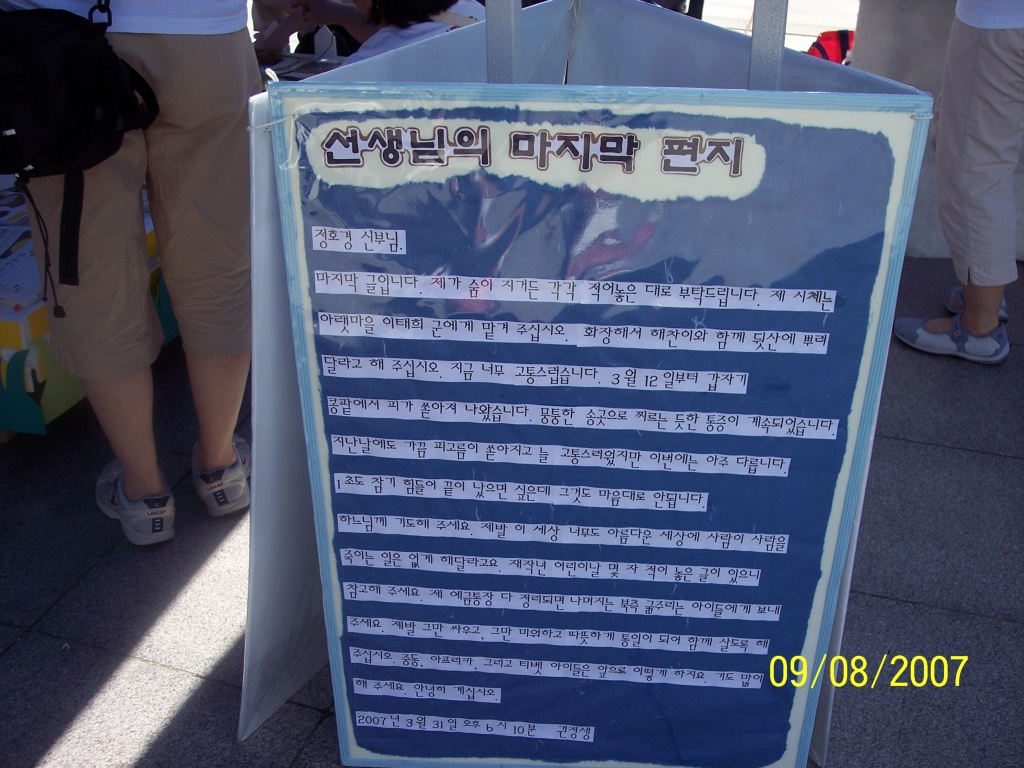 선생님의 마지막 편지
정호경 신부님.
마지막 글입니다. 제가 숨이 지거든 각각 적어놓은 대로 부탁드립니다. 제 시체는
아랫마을 이태희 군에게 맡겨 주십시오. 화장해서 해찬이와 함께 뒷산에 뿌려
달라고 해 주십시오. 지금 너무 고통스럽습니다. 3월 12일부터 갑자기
콩팥에서 피가 쏟아져 나왔습니다. 뭉툭한 송곳으로 찌르는 듯한 통증이 계속되었습니다.
지난날에도 가끔 피고름이 쏟아지고 늘 고통스러웠지만 이번에는 아주 다릅니다.
1초도 참기 힘들어 끝이 났으면 싶은데 그것도 마음대로 안됩니다.
하느님께 기도해 주세요. 제발 이 세상 너무도 아름다운 세상에 사람이 사람을
죽이는 일은 없게 해달라고요. 재작년 어린이날 몇 자 적어 놓은 글이 있으니
참고해 주세요. 제 예금통장 다 정리되면 나머지는 북측 굶주리는 아이들에게 보내
주세요. 제발 그만 싸우고, 그만 미워하고 따뜻하게 통일이 되어 함께 살도록 해
주십시오. 중동, 아프리카, 그리고 티벳 아이들은 앞으로 어떻게 하지요. 기도 많이
해 주세요. 안녕히 계십시오.
2007년 3월 31일 오후 6시 10분 권정생
09/08/2007